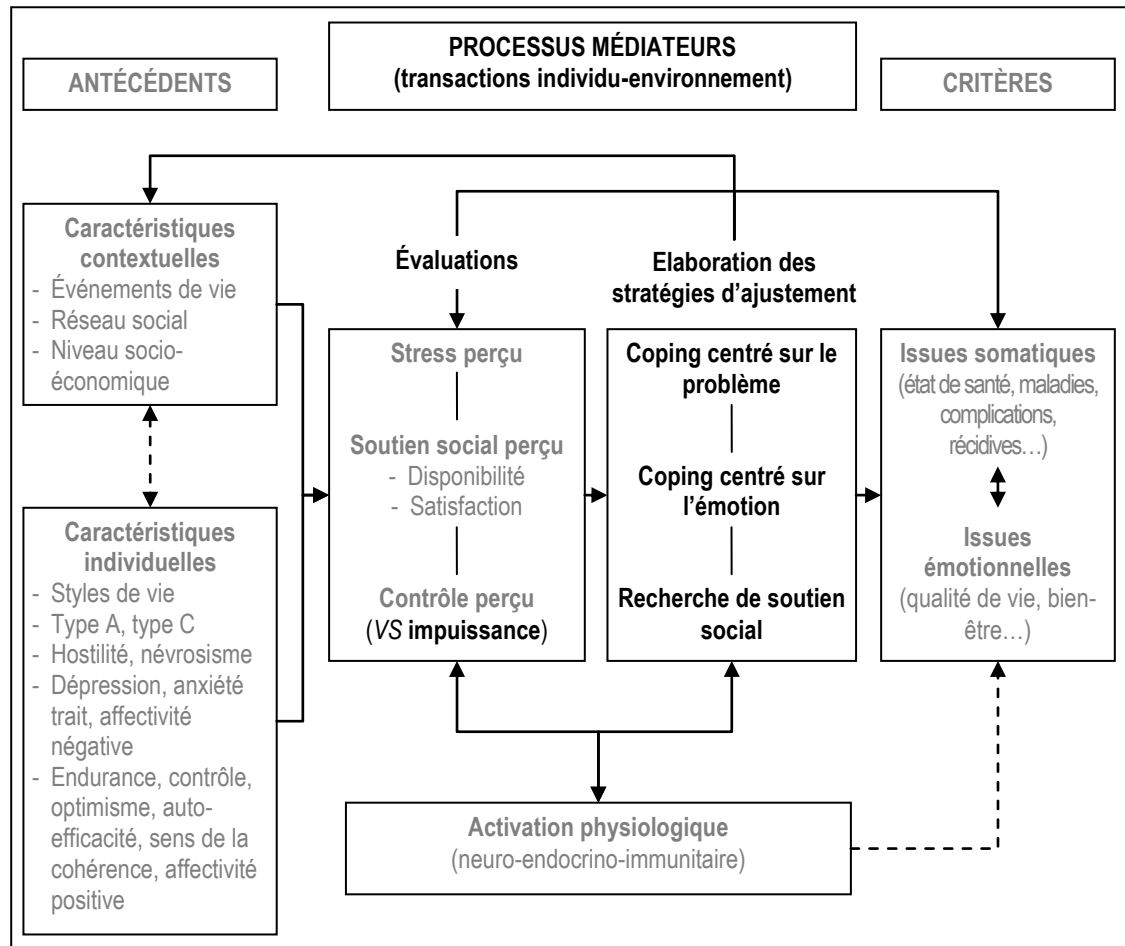 PROCESSUS MÉDIATEURS
(transactions individu-environnement)
ANTÉCÉDENTS
CRITÈRES
Caractéristiques
contextuelles
- Événements de vie
- Réseau social
- Niveau socio-
économique
Caractéristiques
individuelles
- Styles de vie
- Type A, type C
- Hostilité, névrosisme
- Dépression, anxiété
trait, affectivité
négative
- Endurance, contrôle,
optimisme, auto-
efficacité, sens de la
cohérence, affectivité
positive
Évaluations
Stress perçu
Soutien social perçu
- Disponibilité
- Satisfaction
Contrôle perçu
(VS impuissance)
Elaboration des
stratégies d’ajustement
Coping centré sur le
problème
Coping centré sur
l’émotion
Recherche de soutien
social
Issues somatiques
(état de santé, maladies,
complications,
récidives…)
Issues
émotionnelles
(qualité de vie, bien-
être…)
Activation physiologique
(neuro-endocrino-immunitaire)